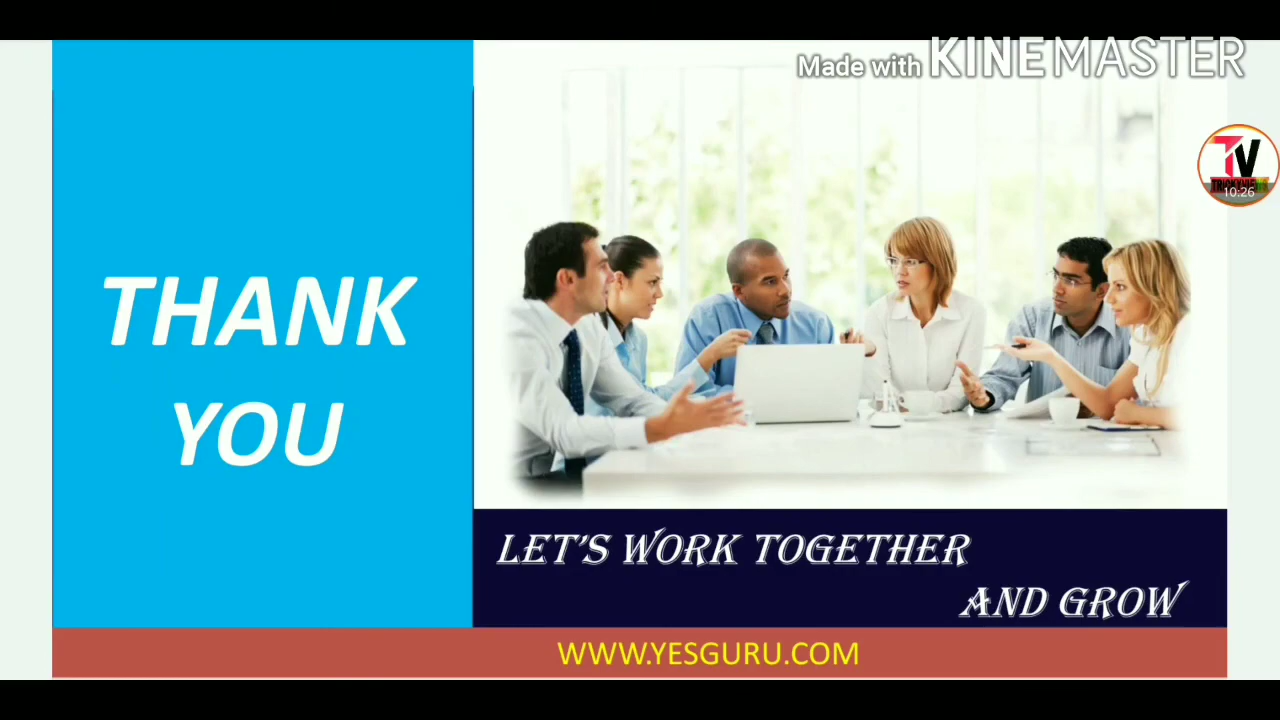 Made with KINEMASTER
TV
10:26
THANK
YOU
LET'S WORK TOGETHER
AND GROW
WWW.YESGURU.COM